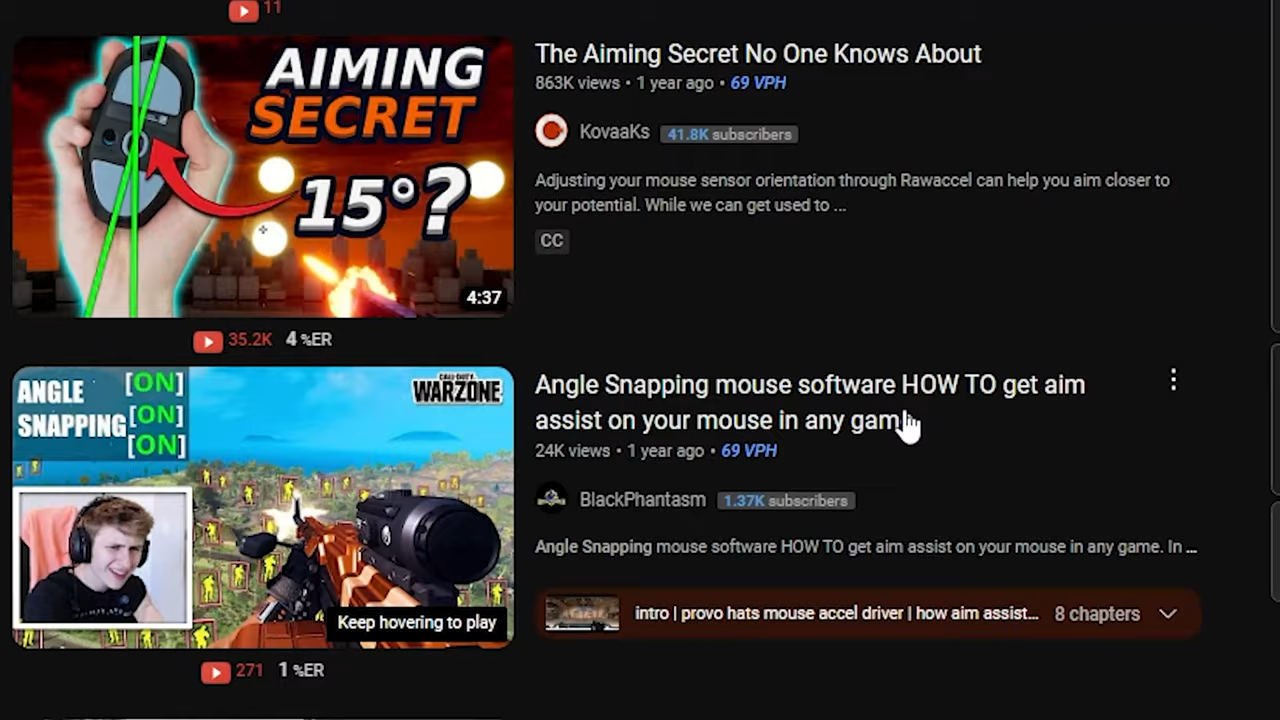 11
AIMING
SECRET
15°?
4:37
35.2K 4 %ER
The Aiming Secret No One Knows About
863K views • 1 year ago • 69 VPH
KovaaKs 41.8K subscribers
Adjusting your mouse sensor orientation through Rawaccel can help you aim closer to
your potential. While we can get used to ...
CC
ANGLE [ON]
SNAPPING [ON]
[ON]
CALL OF DUTY
WARZONE
Keep hovering to play
271 1 %ER
Angle Snapping mouse software HOW TO get aim
assist on your mouse in any gam
24K views • 1 year ago • 69 VPH
BlackPhantasm 1.37K subscribers
Angle Snapping mouse software HOW TO get aim assist on your mouse in any game. In ...
intro | provo hats mouse accel driver | how aim assist... 8 chapters